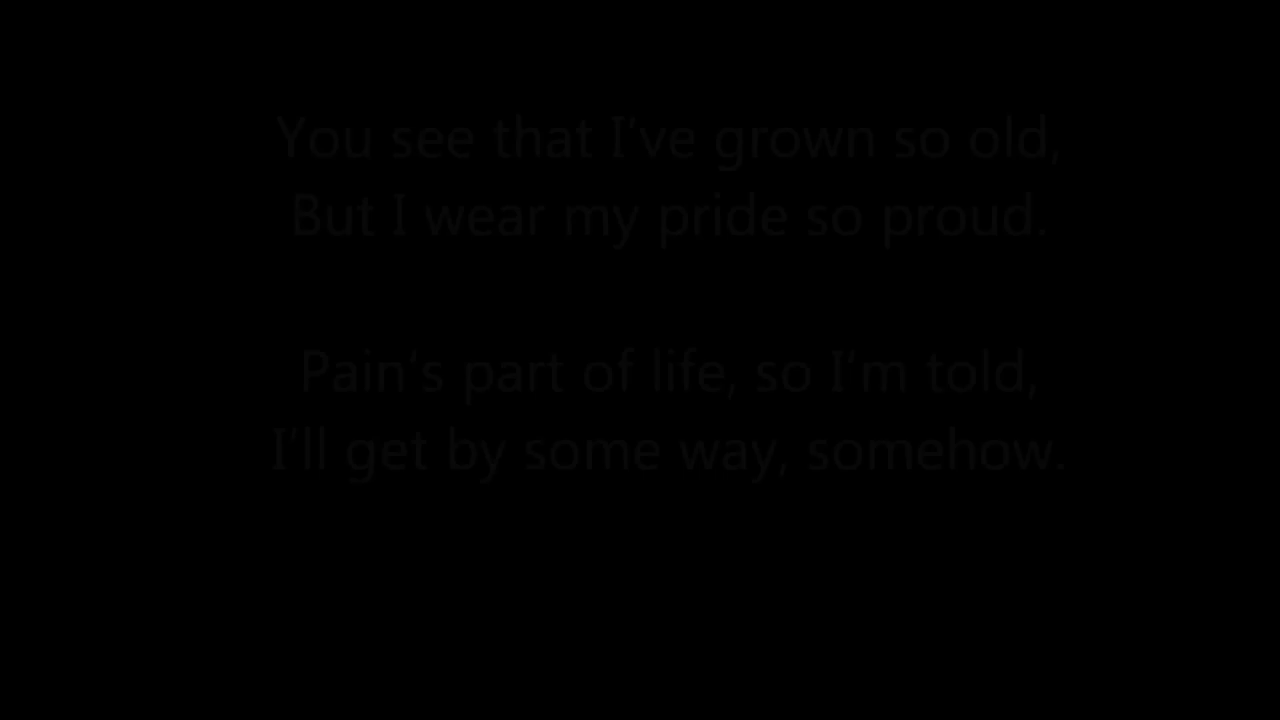 You see that I've grown so old,
But I wear my pride so proud.
Pain's part of life, so I'm told,
I'll get by some way, somehow.